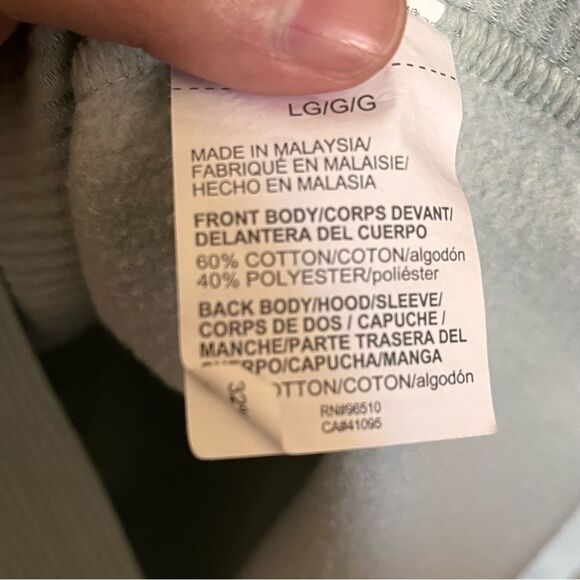 LG/G/G
MADE IN MALAYSIA/
FABRIQUÉ EN MALAISIE/
HECHO EN MALASIA
FRONT BODY/CORPS DEVANT/
DELANTERA DEL CUERPO
60% COTTON/COTON/algodón
40% POLYESTER/poliéster
BACK BODY/HOOD/SLEEVE/
CORPS DE DOS / CAPUCHE /
MANCHE/PARTE TRASERA DEL
CUERPO/CAPUCHA/MANGA
COTTON/COTON/algodón
RN#96510
CA#41095